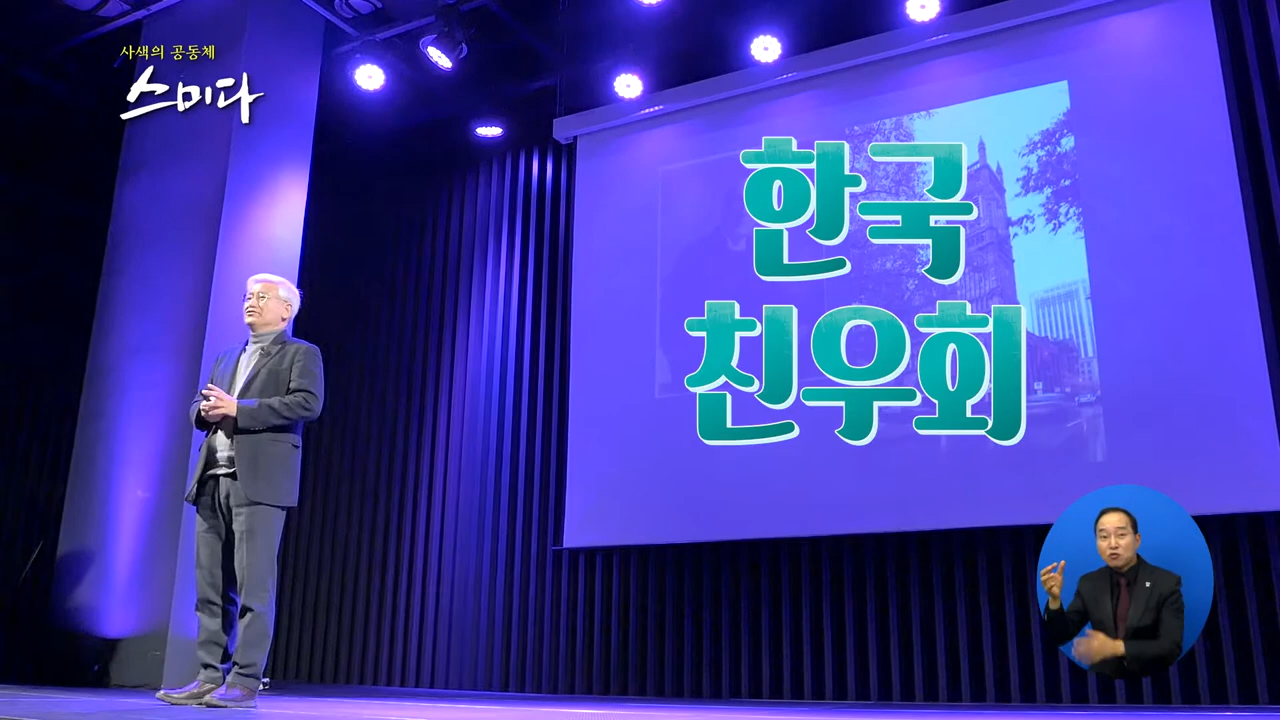 사색의 공동체
스미다
한국
친우회